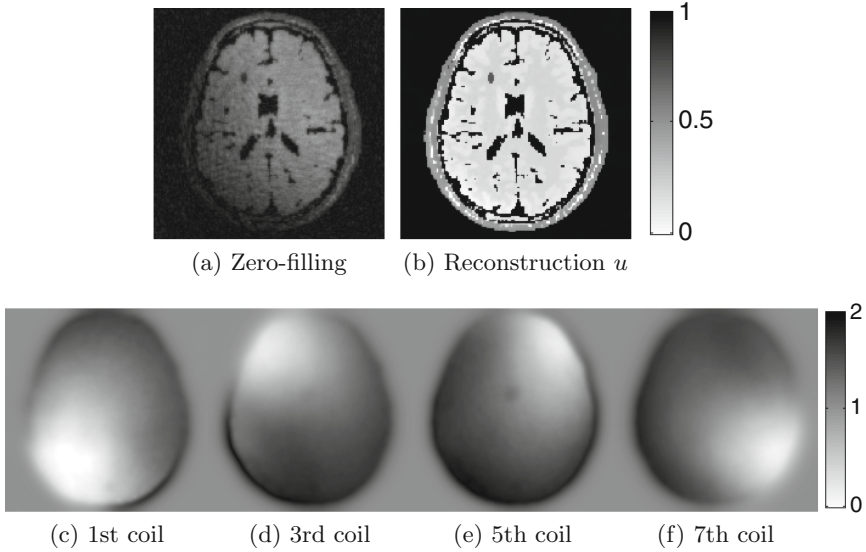 1
0.5
0
(a) Zero-filling
(b) Reconstruction u
2
1
0
(c) 1st coil
(d) 3rd coil
(e) 5th coil
(f) 7th coil